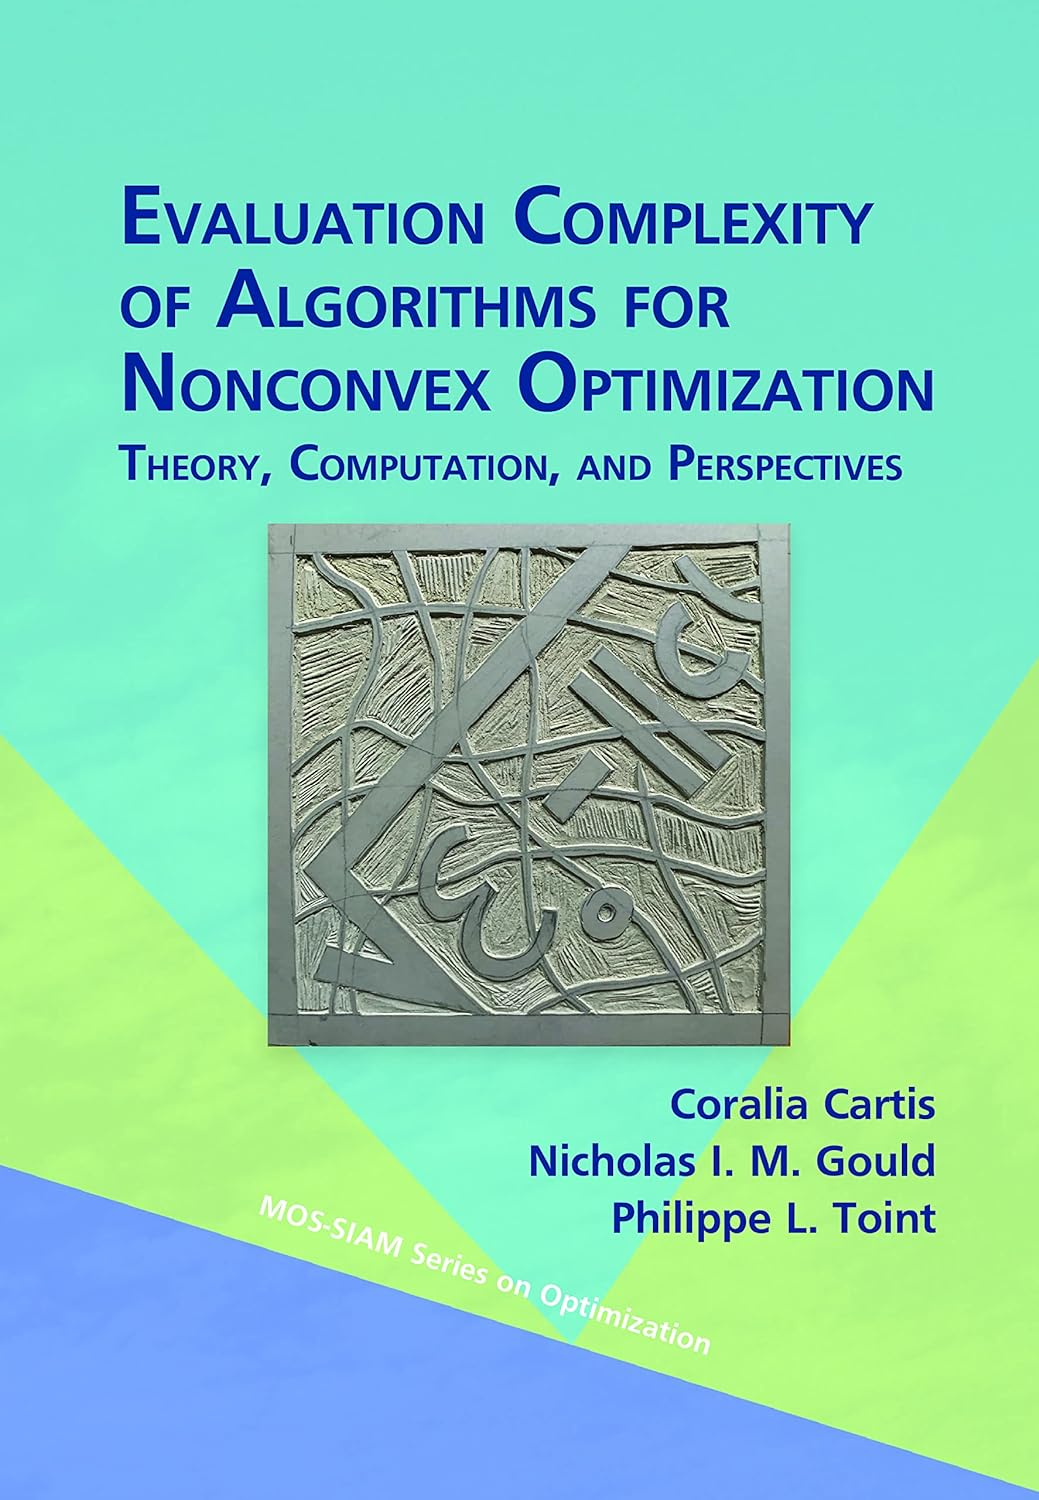 EVALUATION COMPLEXITY
OF ALGORITHMS FOR
NONCONVEX OPTIMIZATION
THEORY, COMPUTATION, AND PERSPECTIVES
Coralia Cartis
Nicholas I. M. Gould
Philippe L. Toint
MOS-SIAM Series on Optimization